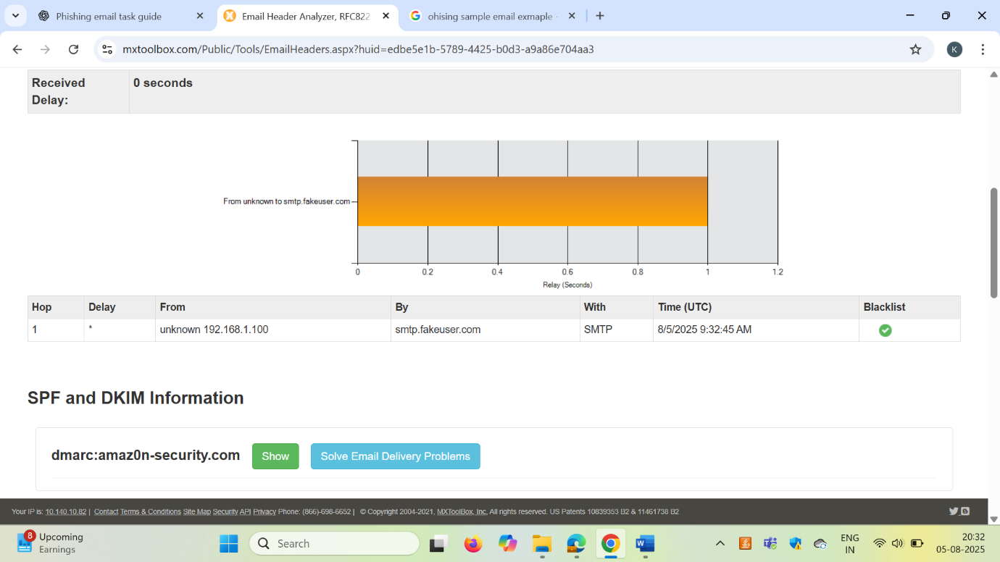 Phishing email task guide
Email Header Analyzer, RFC822
ohising sample email exmaple -
mxtoolbox.com/Public/Tools/EmailHeaders.aspx?huid=edbe5e1b-5789-4425-b0d3-a9a86e704aa3
K
Received Delay: 0 seconds
From unknown to smtp.fakeuser.com
0 0.2 0.4 0.6 0.8 1 1.2
Relay (Seconds)
Hop Delay From By With Time (UTC) Blacklist
1 * unknown 192.168.1.100 smtp.fakeuser.com SMTP 8/5/2025 9:32:45 AM
SPF and DKIM Information
dmarc:amaz0n-security.com Show Solve Email Delivery Problems
Your IP is: 10.140.10.82 | Contact Terms & Conditions Site Map Security API Privacy Phone: (866)-698-6652 | © Copyright 2004-2021, MXToolBox, Inc, All rights reserved. US Patents 10839353 B2 & 11461738 B2
8 Upcoming
Earnings
Search
ENG
IN
20:32
05-08-2025